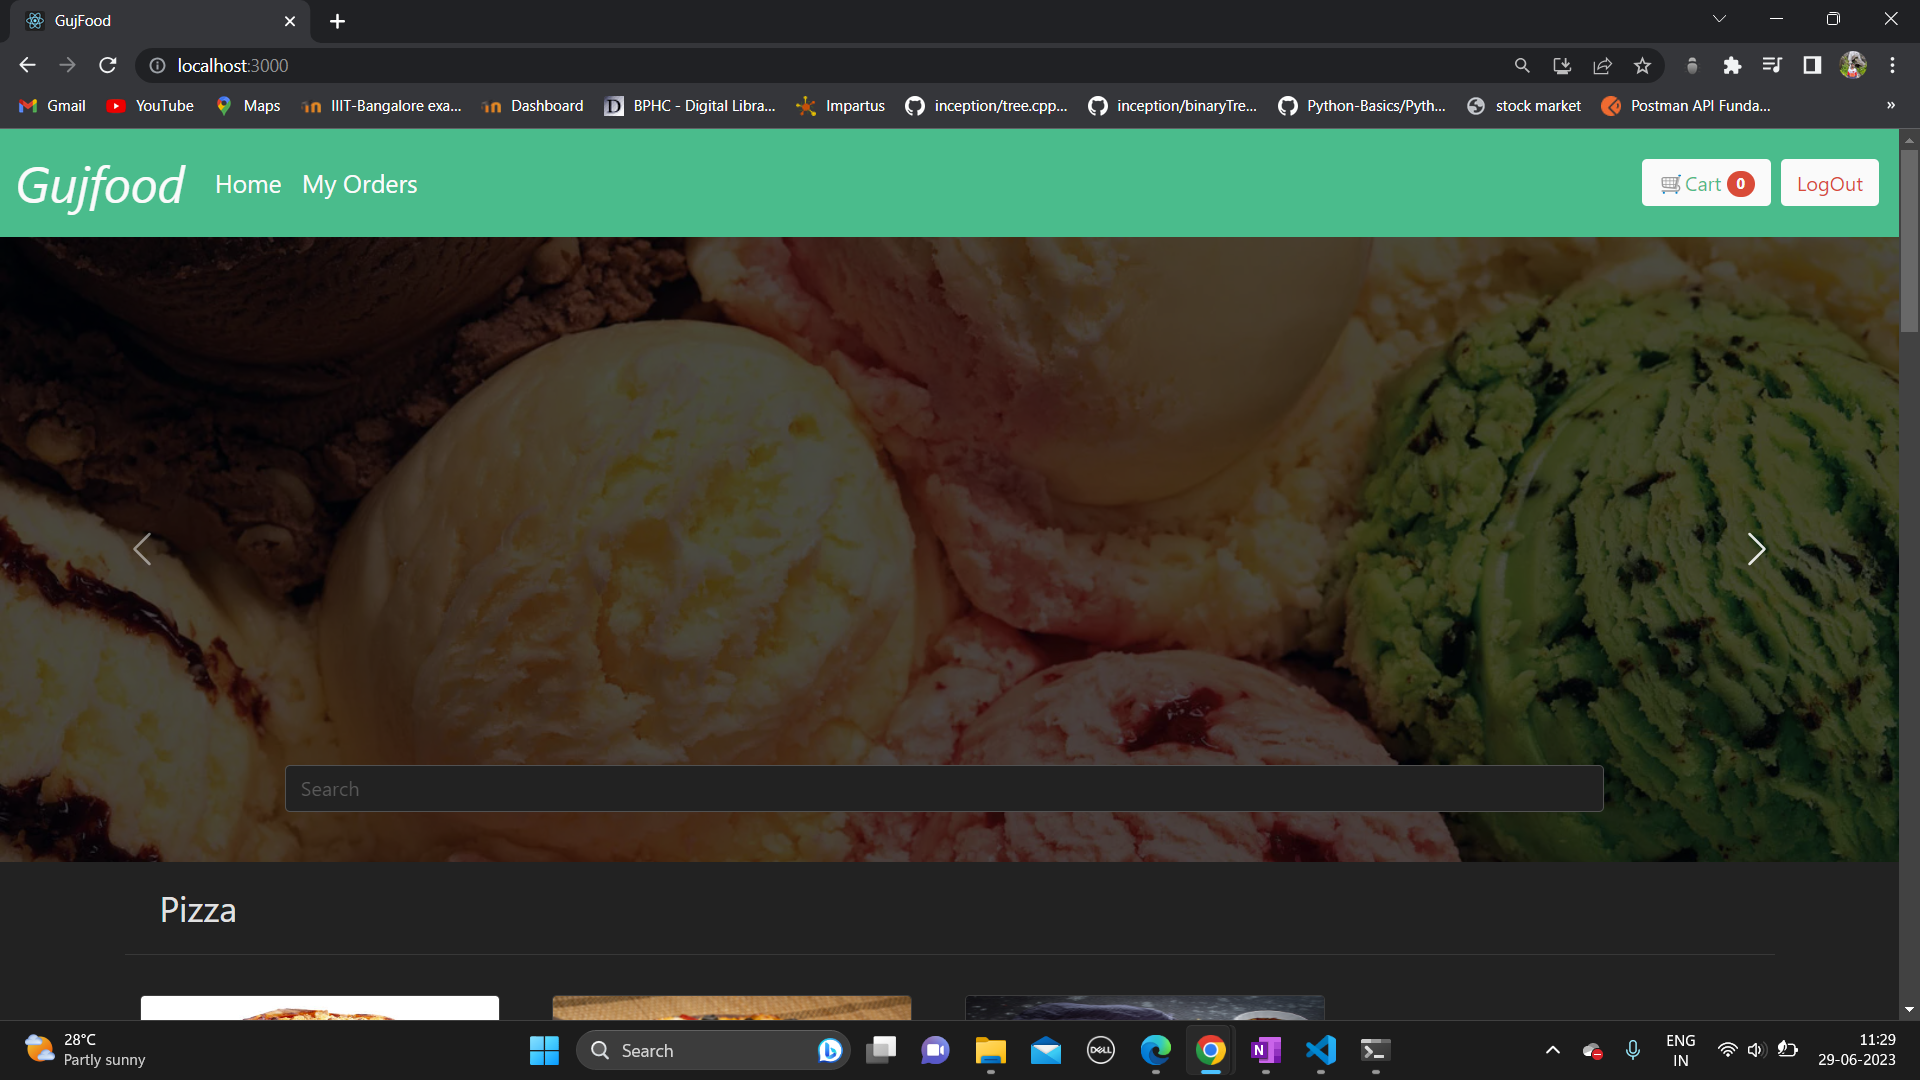 GujFood
localhost:3000
Gmail YouTube Maps IIIT-Bangalore exa... Dashboard BPHC - Digital Libra... Impartus inception/tree.cpp... inception/binaryTre... Python-Basics/Pyth... stock market Postman API Funda... »
Gujfood Home My Orders Cart 0 LogOut
Search
Pizza
28°C
Partly sunny
Search
DELL
ENG
IN
11:29
29-06-2023